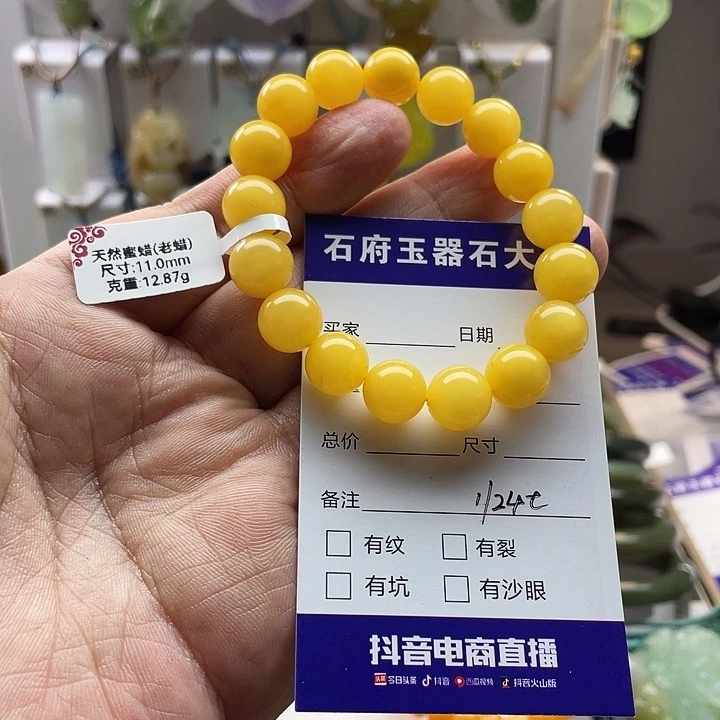 天然蜜蜡(老蜡)
尺寸:11.0mm
克重:12.87g
石府玉器石大
买家
日期
总价
尺寸
备注
有纹
有裂
有坑
有沙眼
抖音电商直播
头条 今日头条 抖音 西瓜视频 抖音火山版